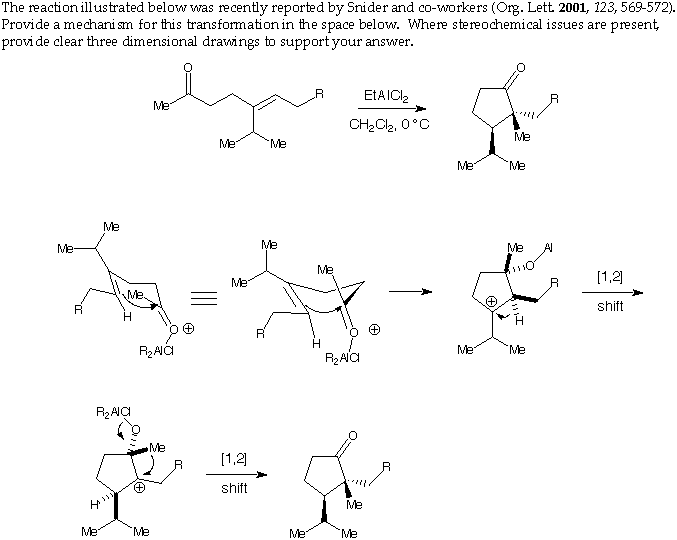 The reaction illustrated below was recently reported by Snider and co-workers (Org. Lett. 2001, 123, 569-572).
Provide a mechanism for this transformation in the space below. Where stereochemical issues are present,
provide clear three dimensional drawings to support your answer.
O
Me
R
Me
Me
EtAlCl2
CH2Cl2, 0°C
O
R
Me
Me
Me
Me
Me
Me
R
H
O ⊕
R2AlCl
Me
Me
Me
R
H
O ⊕
R2AlCl
Me
Al
O
R
⊕
H
Me
Me
[1,2]
shift
R2AlCl
O
Me
R
⊕
H
Me
Me
[1,2]
shift
O
R
Me
Me
Me